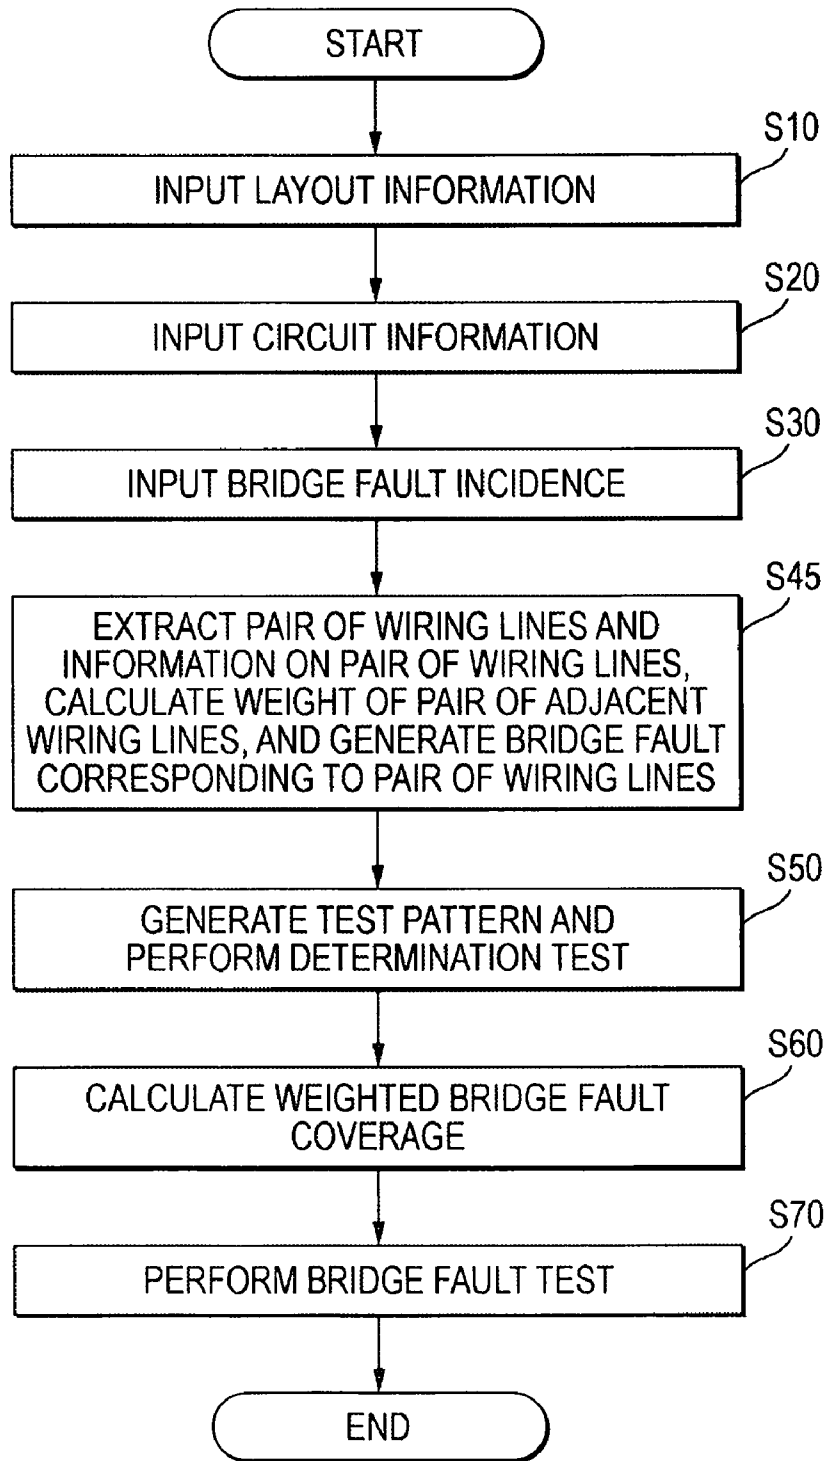 START
S10
INPUT LAYOUT INFORMATION
S20
INPUT CIRCUIT INFORMATION
S30
INPUT BRIDGE FAULT INCIDENCE
S45
EXTRACT PAIR OF WIRING LINES AND
INFORMATION ON PAIR OF WIRING LINES,
CALCULATE WEIGHT OF PAIR OF ADJACENT
WIRING LINES, AND GENERATE BRIDGE FAULT
CORRESPONDING TO PAIR OF WIRING LINES
S50
GENERATE TEST PATTERN AND
PERFORM DETERMINATION TEST
S60
CALCULATE WEIGHTED BRIDGE FAULT
COVERAGE
S70
PERFORM BRIDGE FAULT TEST
END